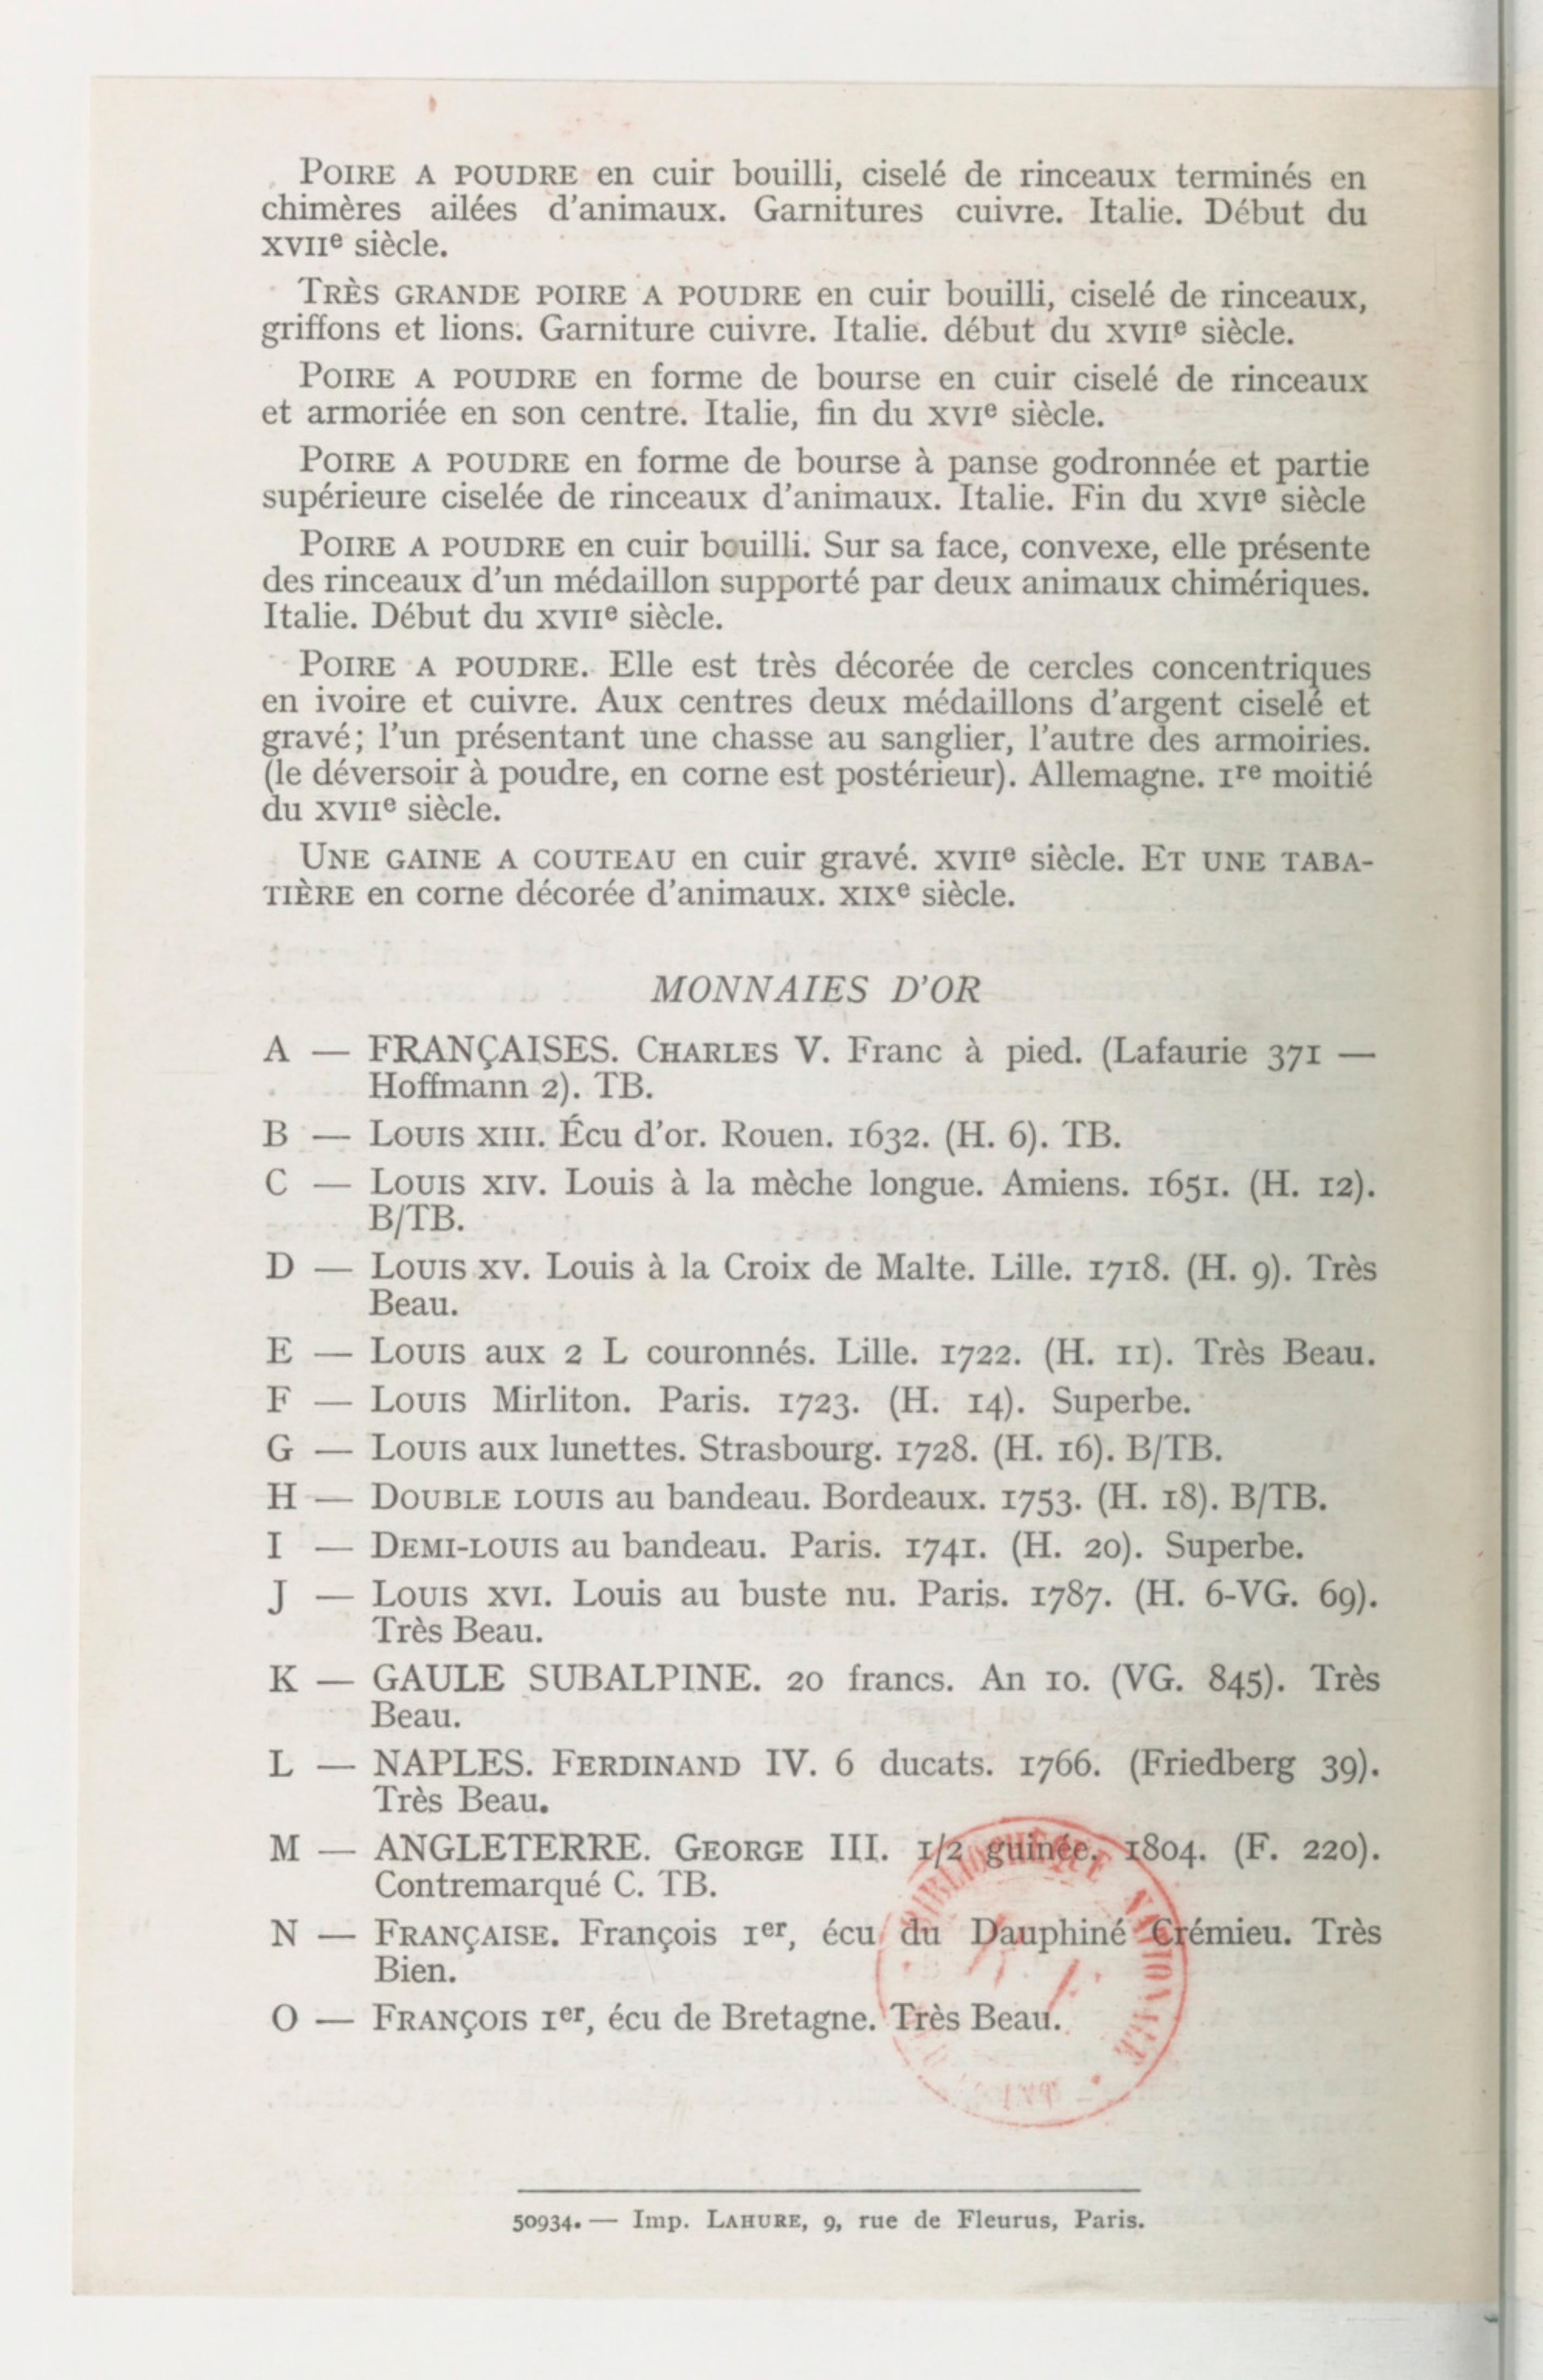 POIRE A POUDRE en cuir bouilli, ciselé de rinceaux terminés en
chimères ailées d'animaux. Garnitures cuivre. Italie. Début du
XVIIe siècle.
TRÈS GRANDE POIRE A POUDRE en cuir bouilli, ciselé de rinceaux,
griffons et lions. Garniture cuivre. Italie. début du XVIIe siècle.
POIRE A POUDRE en forme de bourse en cuir ciselé de rinceaux
et armoriée en son centre. Italie, fin du XVIe siècle.
POIRE A POUDRE en forme de bourse à panse godronnée et partie
supérieure ciselée de rinceaux d'animaux. Italie. Fin du XVIe siècle
POIRE A POUDRE en cuir bouilli. Sur sa face, convexe, elle présente
des rinceaux d'un médaillon supporté par deux animaux chimériques.
Italie. Début du XVIIe siècle.
POIRE A POUDRE. Elle est très décorée de cercles concentriques
en ivoire et cuivre. Aux centres deux médaillons d'argent ciselé et
gravé; l'un présentant une chasse au sanglier, l'autre des armoiries.
(le déversoir à poudre, en corne est postérieur). Allemagne. 1re moitié
du XVIIe siècle.
UNE GAINE A COUTEAU en cuir gravé. XVIIe siècle. ET UNE TABA-
TIÈRE en corne décorée d'animaux. XIXe siècle.
MONNAIES D'OR
A — FRANÇAISES. CHARLES V. Franc à pied. (Lafaurie 371 —
Hoffmann 2). TB.
B — LOUIS XIII. Écu d'or. Rouen. 1632. (H. 6). TB.
C — LOUIS XIV. Louis à la mèche longue. Amiens. 1651. (H. 12).
B/TB.
D — LOUIS XV. Louis à la Croix de Malte. Lille. 1718. (H. 9). Très
Beau.
E — LOUIS aux 2 L couronnés. Lille. 1722. (H. 11). Très Beau.
F — LOUIS Mirliton. Paris. 1723. (H. 14). Superbe.
G — LOUIS aux lunettes. Strasbourg. 1728. (H. 16). B/TB.
H — DOUBLE LOUIS au bandeau. Bordeaux. 1753. (H. 18). B/TB.
I — DEMI-LOUIS au bandeau. Paris. 1741. (H. 20). Superbe.
J — LOUIS XVI. Louis au buste nu. Paris. 1787. (H. 6-VG. 69).
Très Beau.
K — GAULE SUBALPINE. 20 francs. An 10. (VG. 845). Très
Beau.
L — NAPLES. FERDINAND IV. 6 ducats. 1766. (Friedberg 39).
Très Beau.
M — ANGLETERRE. GEORGE III. 1/2 guinée. 1804. (F. 220).
Contremarqué C. TB.
N — FRANÇAISE. François 1er, écu du Dauphiné Crémieu. Très
Bien.
O — FRANÇOIS 1er, écu de Bretagne. Très Beau.
BIBLIOTHÈQUE NATIONALE
50934. — Imp. LAHURE, 9, rue de Fleurus, Paris.